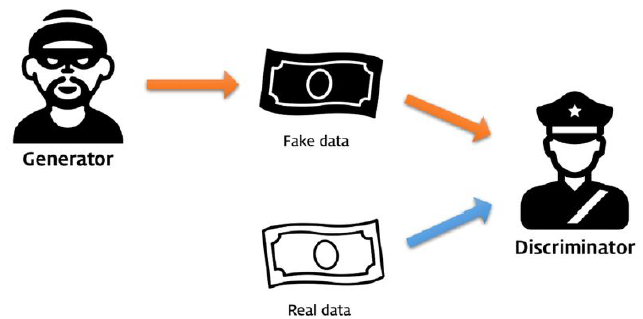 Generator
Fake data
Real data
Discriminator